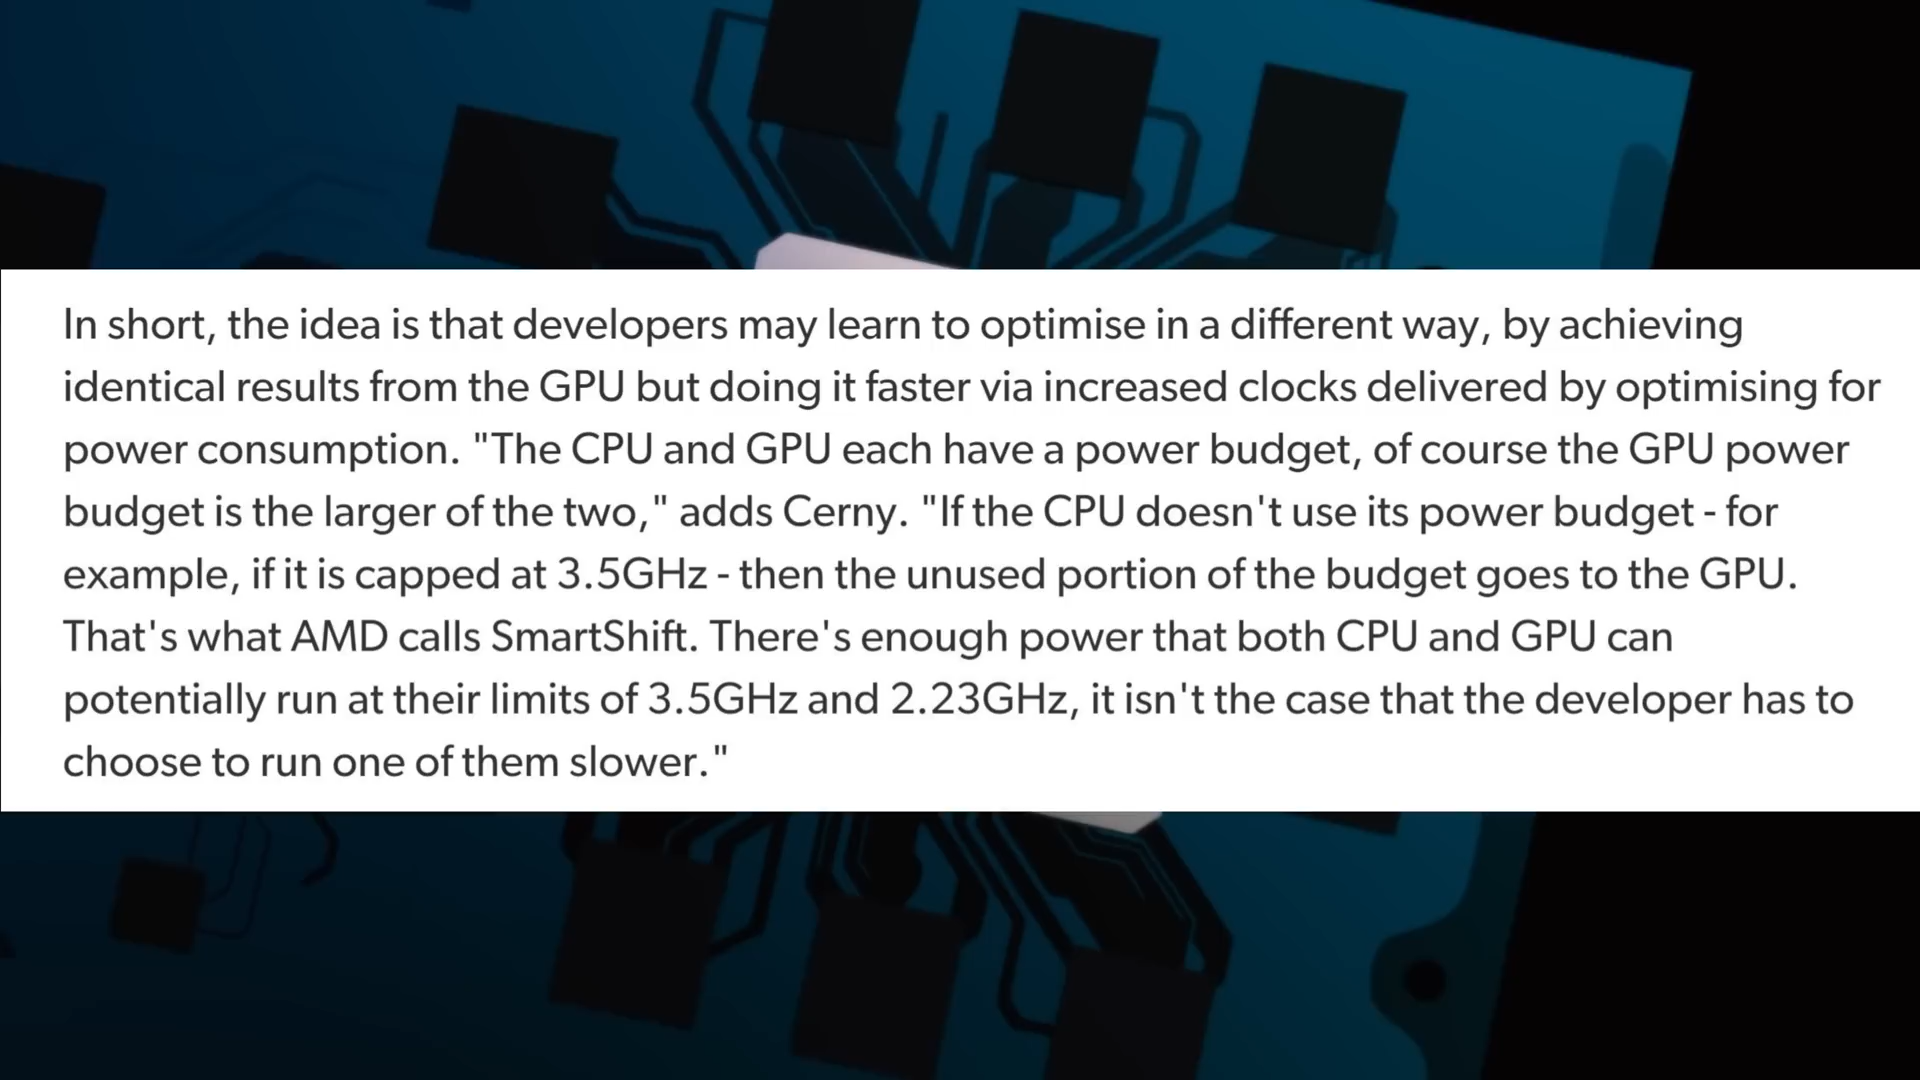 In short, the idea is that developers may learn to optimise in a different way, by achieving
identical results from the GPU but doing it faster via increased clocks delivered by optimising for
power consumption. "The CPU and GPU each have a power budget, of course the GPU power
budget is the larger of the two," adds Cerny. "If the CPU doesn't use its power budget - for
example, if it is capped at 3.5GHz - then the unused portion of the budget goes to the GPU.
That's what AMD calls SmartShift. There's enough power that both CPU and GPU can
potentially run at their limits of 3.5GHz and 2.23GHz, it isn't the case that the developer has to
choose to run one of them slower."